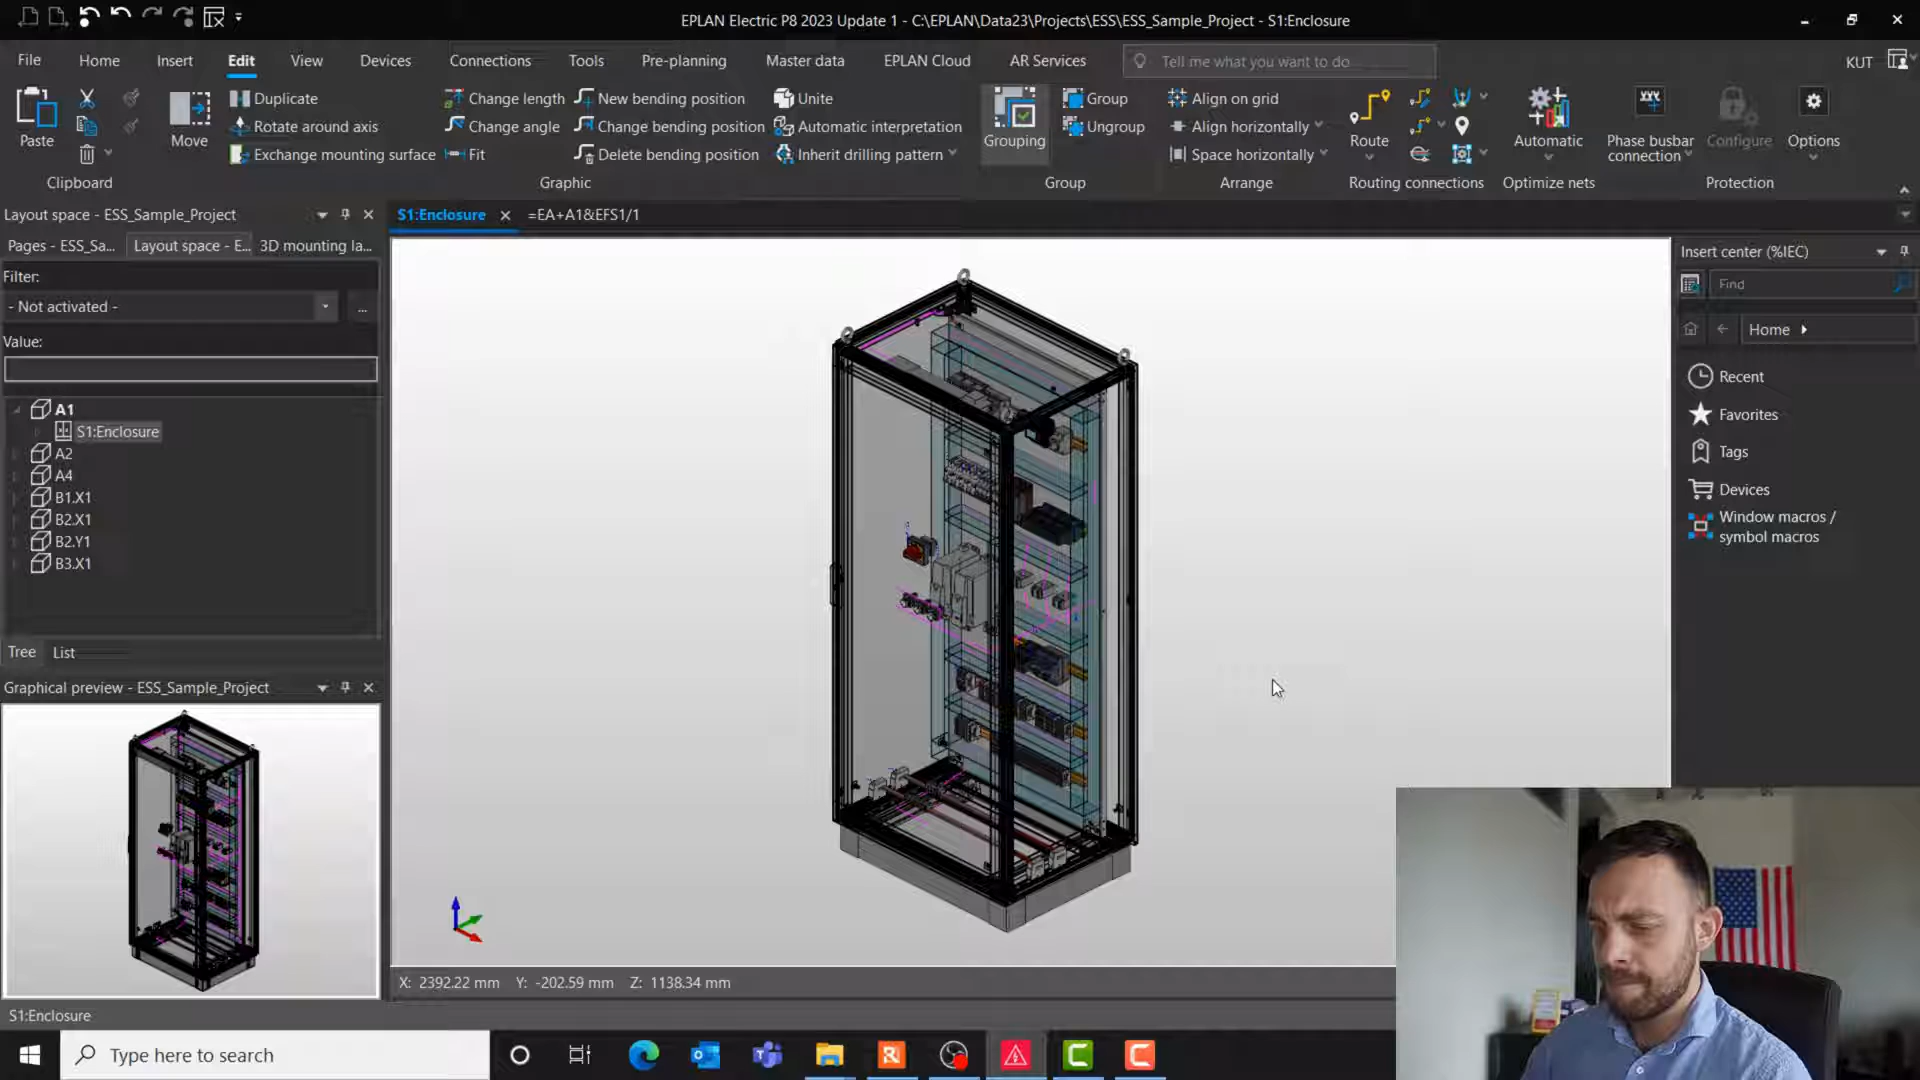 EPLAN Electric P8 2023 Update 1 - C:\EPLAN\Data23\Projects\ESS\ESS_Sample_Project - S1:Enclosure
File Home Insert Edit View Devices Connections Tools Pre-planning Master data EPLAN Cloud AR Services Tell me what you want to do KUT
Duplicate Change length New bending position Unite Group Align on grid
Rotate around axis Change angle Change bending position Automatic interpretation Ungroup Align horizontally
Paste Move Grouping Route Automatic Phase busbar connection Configure Options
Exchange mounting surface Fit Delete bending position Inherit drilling pattern Space horizontally
Clipboard Graphic Group Arrange Routing connections Optimize nets Protection
Layout space - ESS_Sample_Project
S1:Enclosure =EA+A1&EFS1/1
Pages - ESS_Sa... Layout space - E... 3D mounting la...
Filter:
- Not activated -
...
Value:
A1
S1:Enclosure
A2
A4
B1.X1
B2.X1
B2.Y1
B3.X1
Tree List
Graphical preview - ESS_Sample_Project
X: 2392.22 mm Y: -202.59 mm Z: 1138.34 mm
Insert center (%IEC)
Find
Home
Recent
Favorites
Tags
Devices
Window macros /
symbol macros
S1:Enclosure
Type here to search